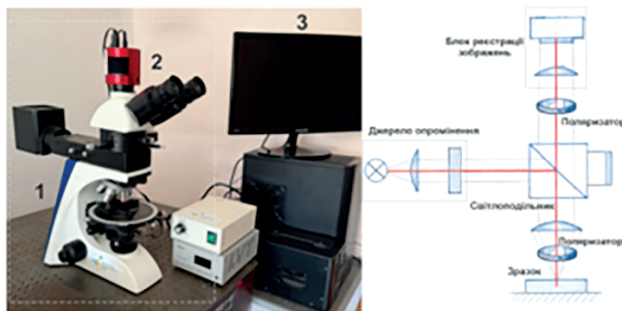 3
2
1
Блок реєстрації
зображень
Поляризатор
Джерело опромінення
Світлоподільник
Поляризатор
Зразок